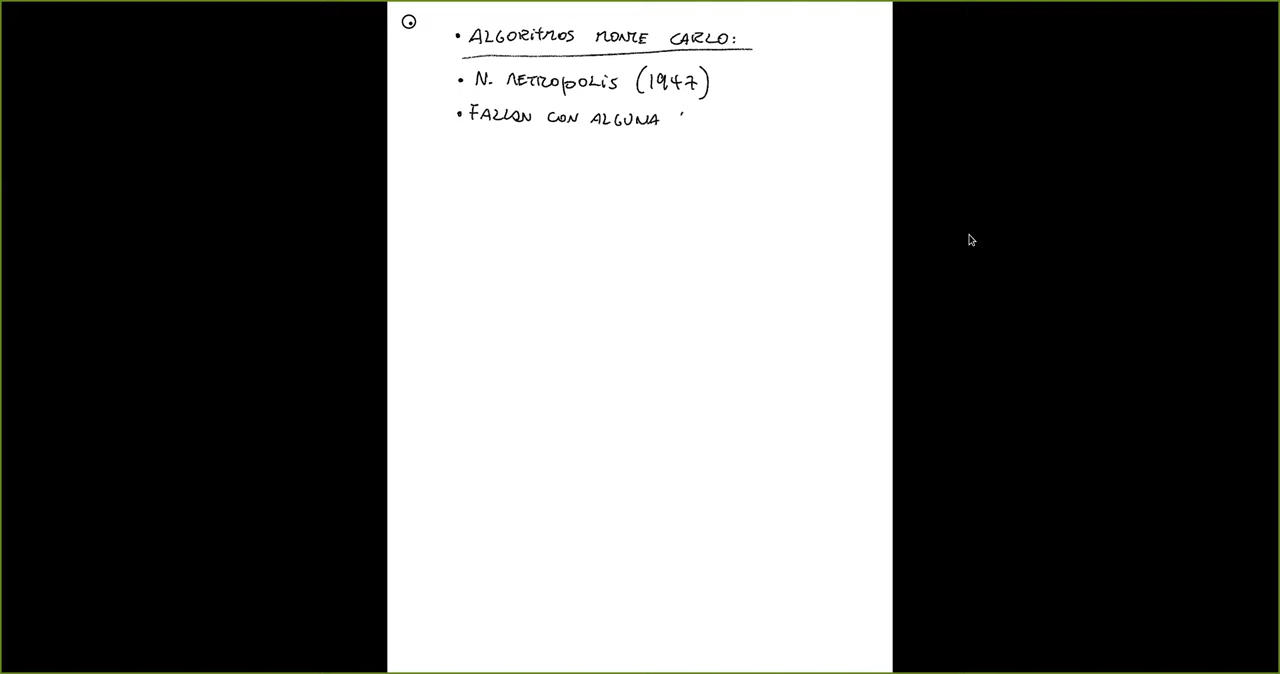 • ALGORITMOS MONTE CARLO:
• N. METROPOLIS (1947)
• FALLAN CON ALGUNA